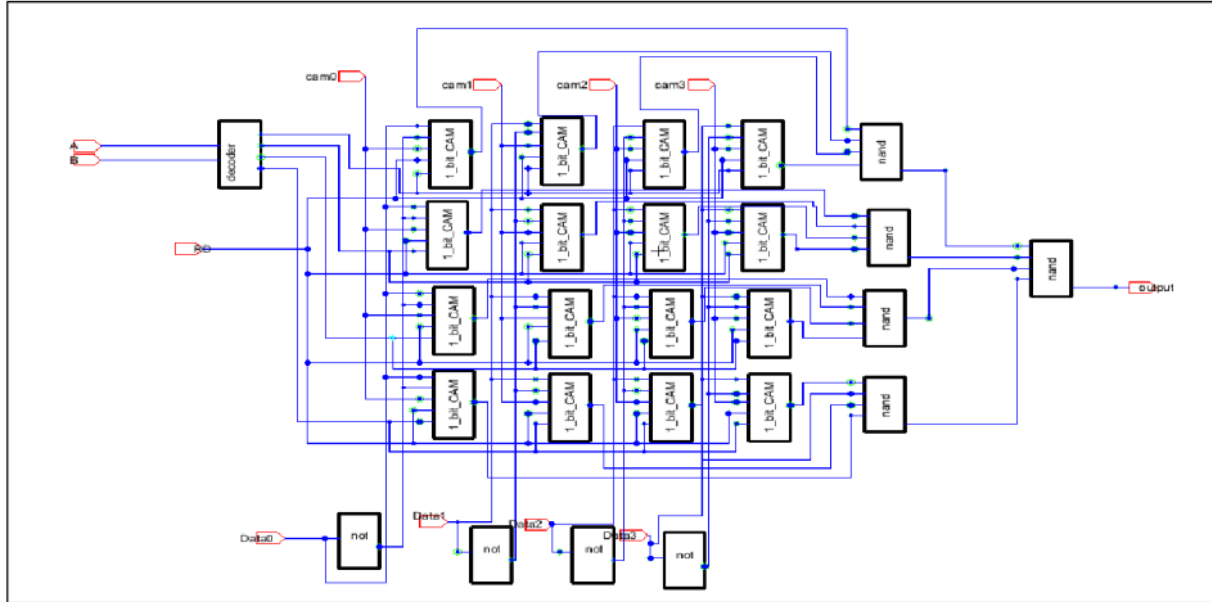 cam0
cam1
cam2
cam3
A
B
decoder
1_bit_CAM
1_bit_CAM
1_bit_CAM
1_bit_CAM
nand
1_bit_CAM
1_bit_CAM
1_bit_CAM
1_bit_CAM
nand
nand
output
1_bit_CAM
1_bit_CAM
1_bit_CAM
1_bit_CAM
nand
1_bit_CAM
1_bit_CAM
1_bit_CAM
1_bit_CAM
nand
Data0
not
Data1
not
Data2
not
Data3
not